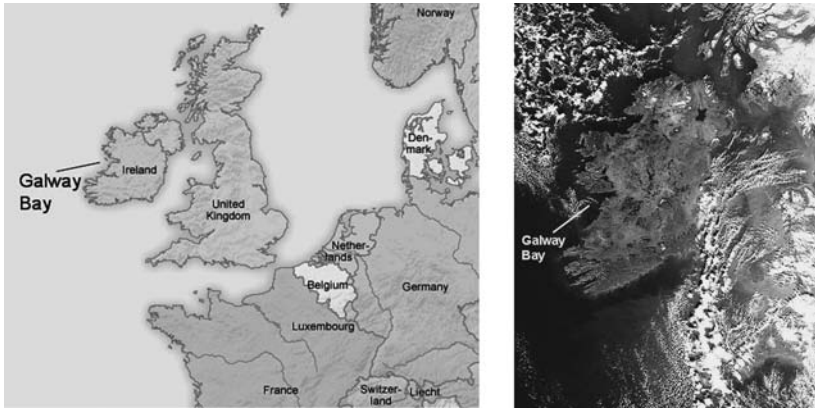 Norway
Den-
mark
Ireland
Galway
Bay
United
Kingdom
Nether-
lands
Belgium
Germany
Luxembourg
France
Switzer-
land
Liecht
Galway
Bay